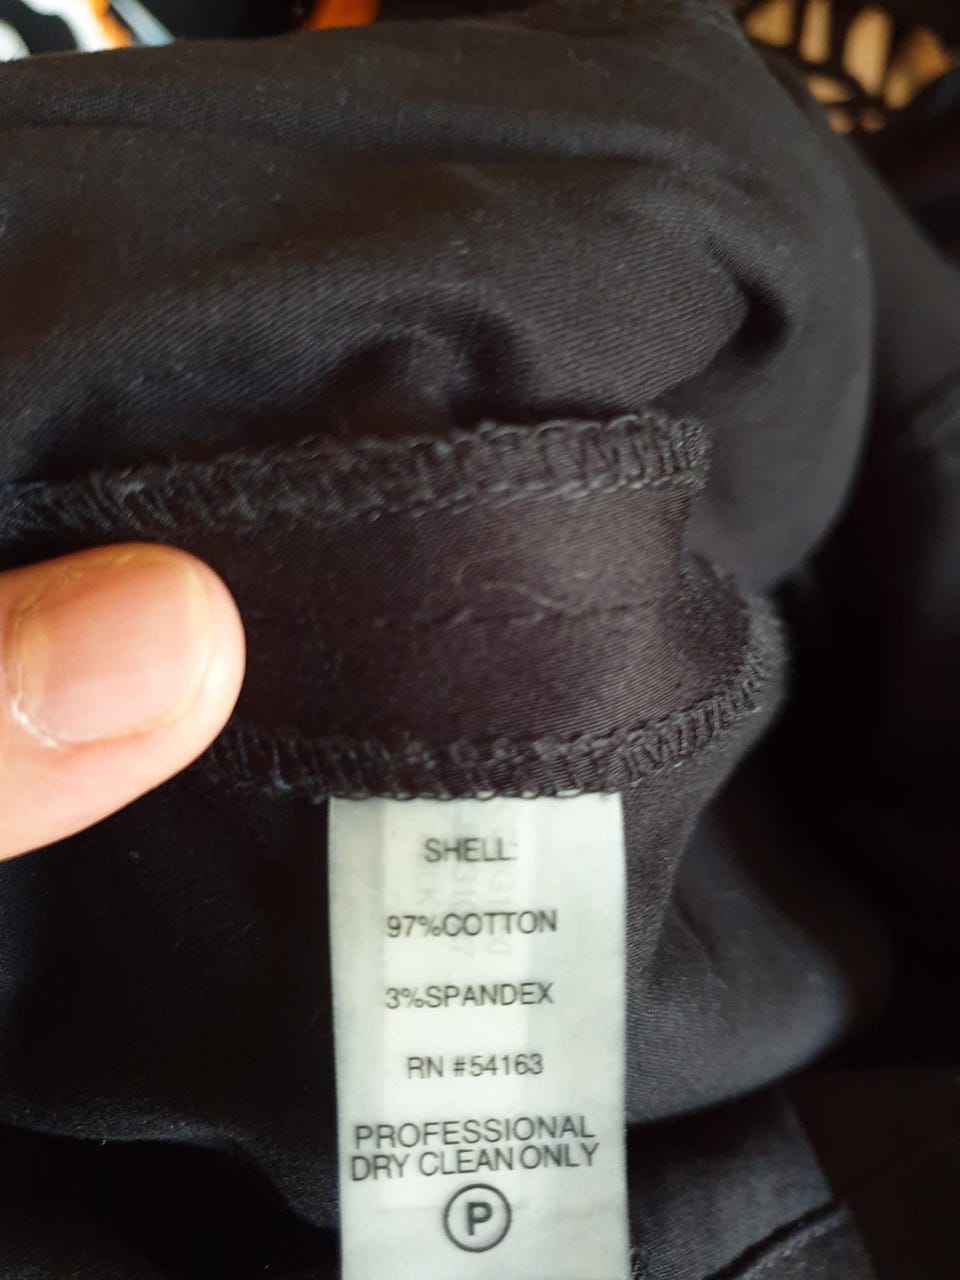 SHELL:
97%COTTON
3%SPANDEX
RN #54163
PROFESSIONAL
DRY CLEAN ONLY
P